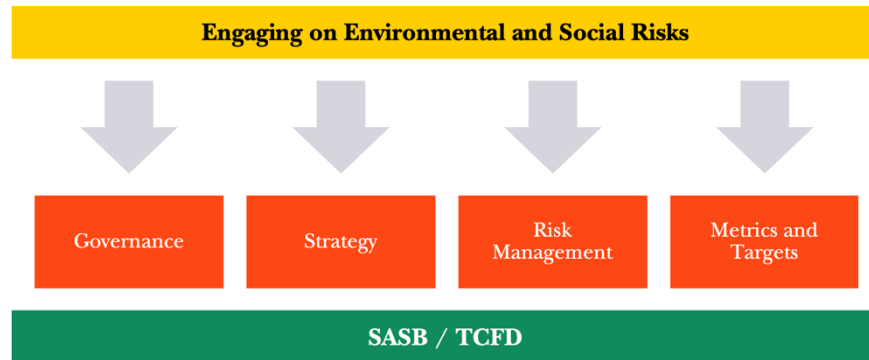 Engaging on Environmental and Social Risks
Governance
Strategy
Risk
Management
Metrics and
Targets
SASB / TCFD